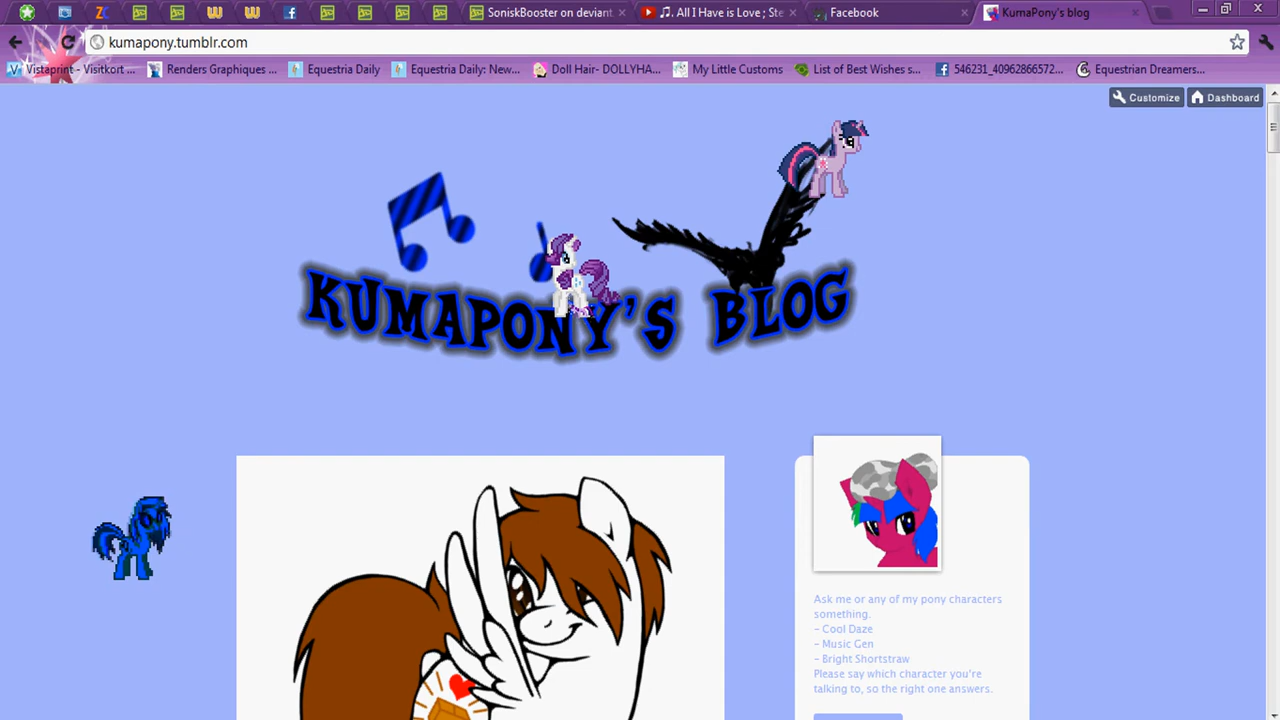 SoniskBooster on deviant
♫. All I Have is Love ; Ste
Facebook
KumaPony's blog
kumapony.tumblr.com
Vistaprint - Visitkort ...
Renders Graphiques ...
Equestria Daily
Equestria Daily: New...
Doll Hair- DOLLYHA...
My Little Customs
List of Best Wishes s...
546231_40962866572...
Equestrian Dreamers...
Customize
Dashboard
KUMAPONY'S BLOG
Ask me or any of my pony characters
something.
- Cool Daze
- Music Gen
- Bright Shortstraw
Please say which character you're
talking to, so the right one answers.